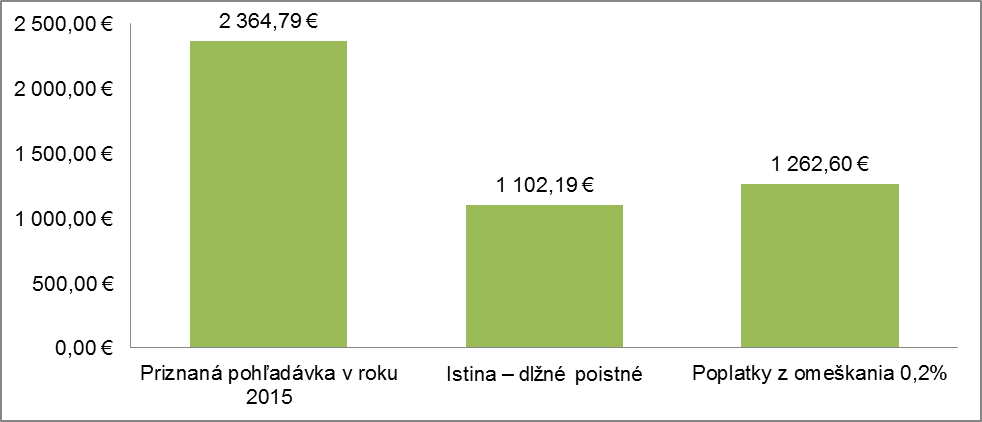 2 500,00 €
2 000,00 €
1 500,00 €
1 000,00 €
500,00 €
0,00 €
2 364,79 €
1 102,19 €
1 262,60 €
Priznaná pohľadávka v roku
2015
Istina – dlžné poistné
Poplatky z omeškania 0,2%